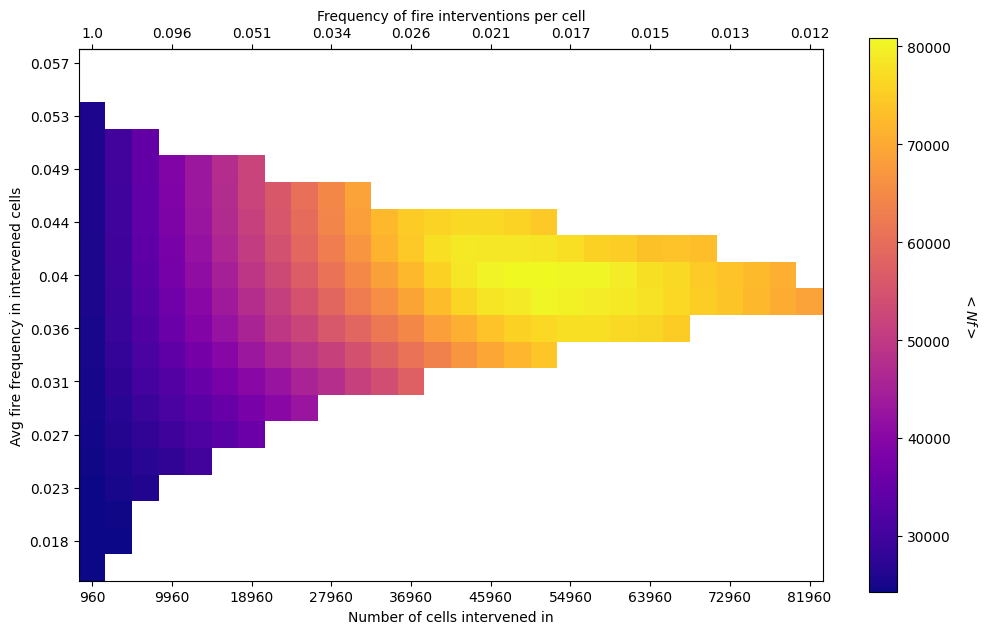 Frequency of fire interventions per cell
1.0 0.096 0.051 0.034 0.026 0.021 0.017 0.015 0.013 0.012
Avg fire frequency in intervened cells
0.057
0.053
0.049
0.044
0.04
0.036
0.031
0.027
0.023
0.018
960 9960 18960 27960 36960 45960 54960 63960 72960 81960
Number of cells intervened in
80000
70000
60000
50000
40000
30000
< Nf >